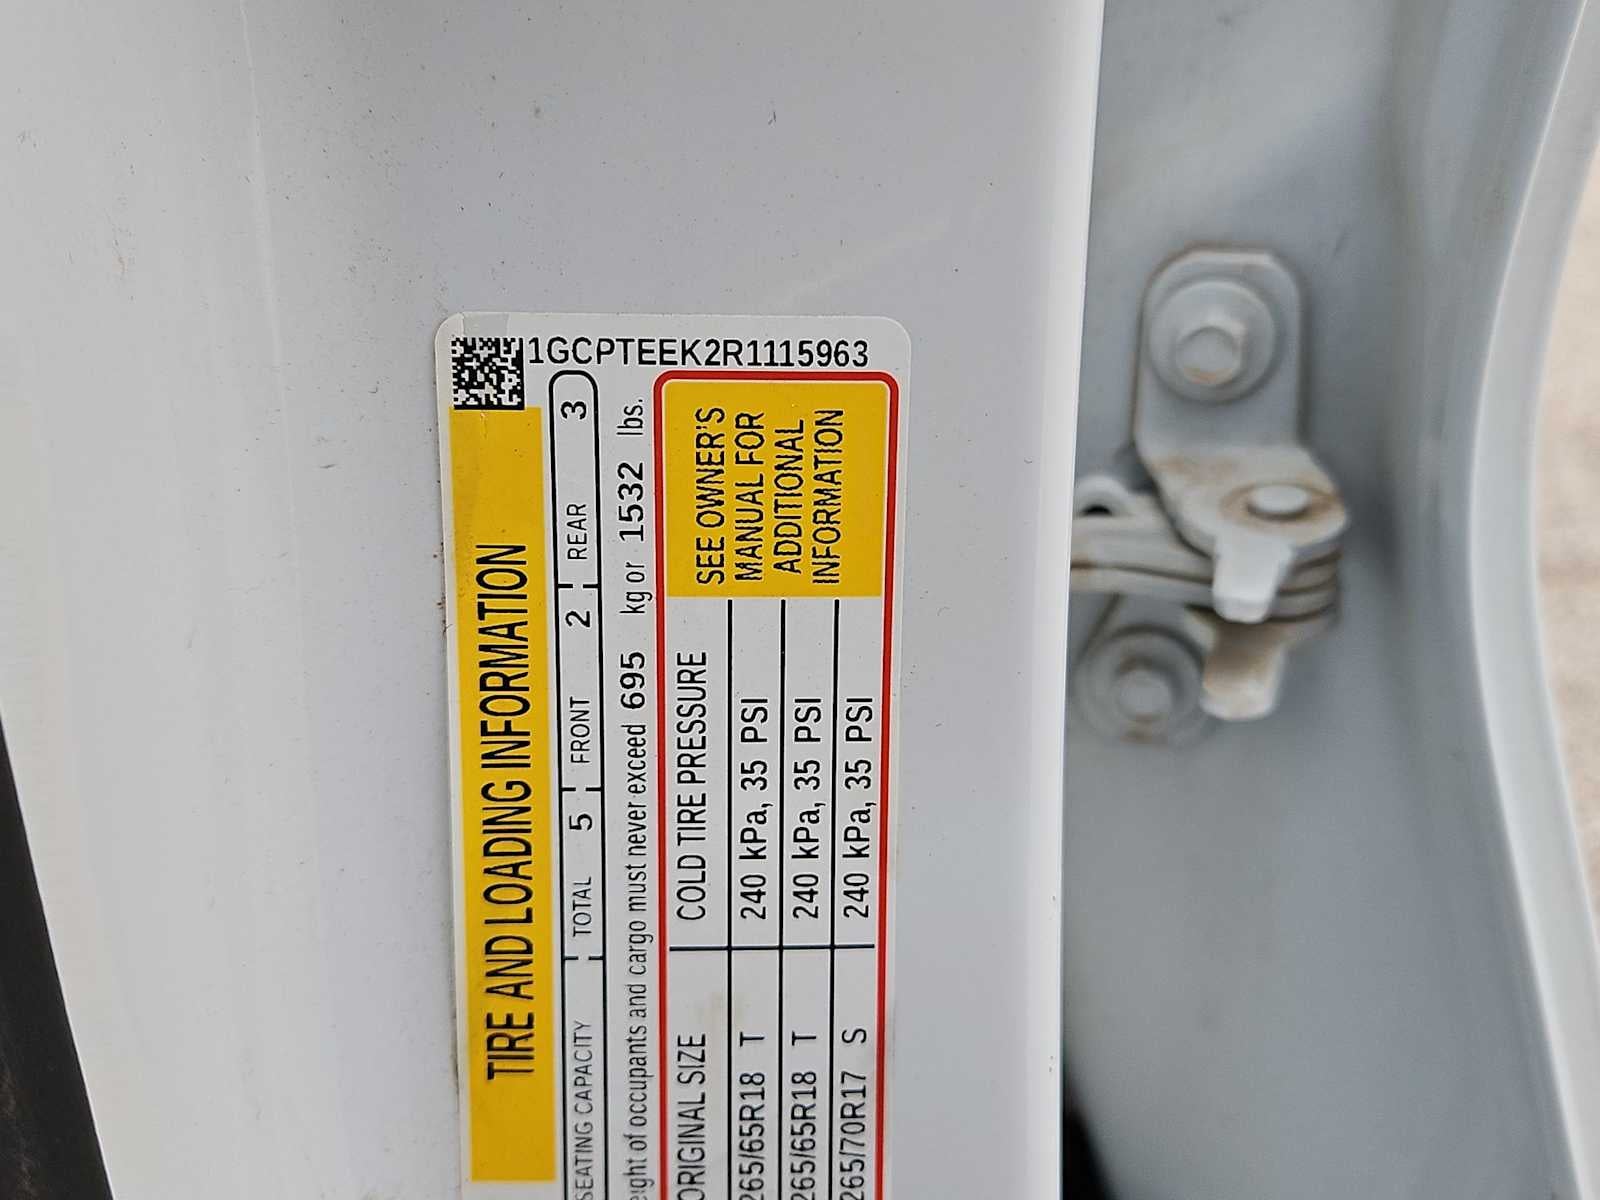 1GCPTEEK2R1115963
TIRE AND LOADING INFORMATION
SEATING CAPACITY TOTAL 5 FRONT 2 REAR 3
of occupants and cargo must never exceed 695 kg or 1532 lbs.
SIZE COLD TIRE PRESSURE
265/65R18 T 240 kPa, 35 PSI
265/65R18 T 240 kPa, 35 PSI
265/70R17 S 240 kPa, 35 PSI
SEE OWNER'S
MANUAL FOR
ADDITIONAL
INFORMATION